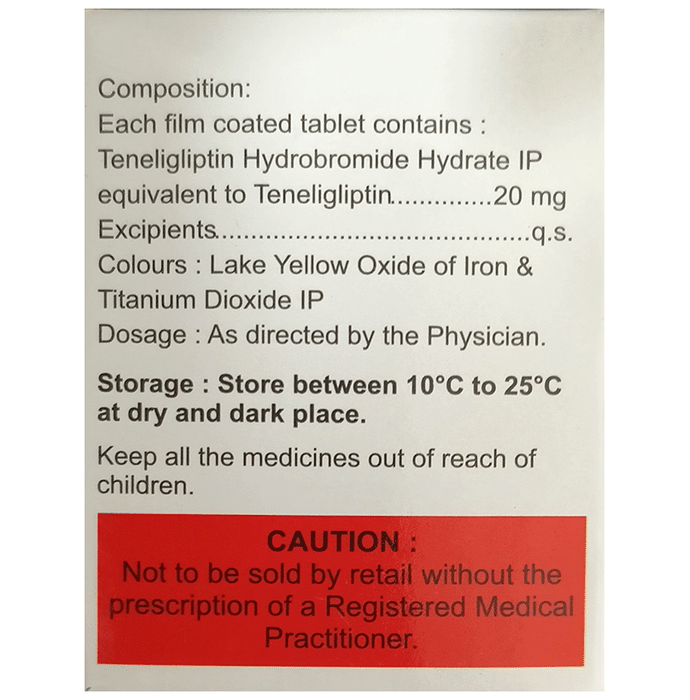 Composition:
Each film coated tablet contains :
Teneligliptin Hydrobromide Hydrate IP
equivalent to Teneligliptin..............20 mg
Excipients..........................................q.s.
Colours : Lake Yellow Oxide of Iron &
Titanium Dioxide IP
Dosage : As directed by the Physician.
Storage : Store between 10°C to 25°C
at dry and dark place.
Keep all the medicines out of reach of
children.
CAUTION :
Not to be sold by retail without the
prescription of a Registered Medical
Practitioner.